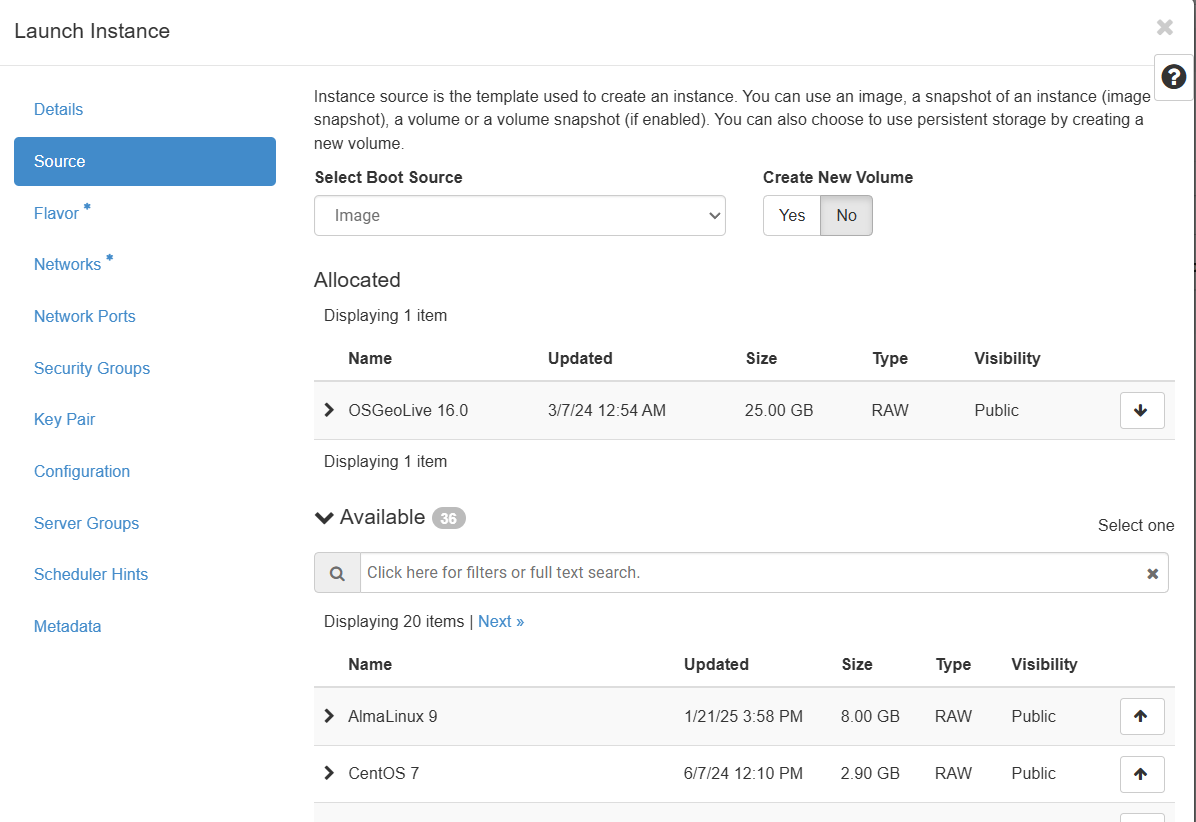 Launch Instance
Details
Source
Flavor *
Networks *
Network Ports
Security Groups
Key Pair
Configuration
Server Groups
Scheduler Hints
Metadata
Instance source is the template used to create an instance. You can use an image, a snapshot of an instance (image
snapshot), a volume or a volume snapshot (if enabled). You can also choose to use persistent storage by creating a
new volume.
Select Boot Source
Create New Volume
Image
Yes No
Allocated
Displaying 1 item
Name Updated Size Type Visibility
OSGeoLive 16.0 3/7/24 12:54 AM 25.00 GB RAW Public
Displaying 1 item
Available 36
Select one
Click here for filters or full text search.
Displaying 20 items | Next »
Name Updated Size Type Visibility
AlmaLinux 9 1/21/25 3:58 PM 8.00 GB RAW Public
CentOS 7 6/7/24 12:10 PM 2.90 GB RAW Public